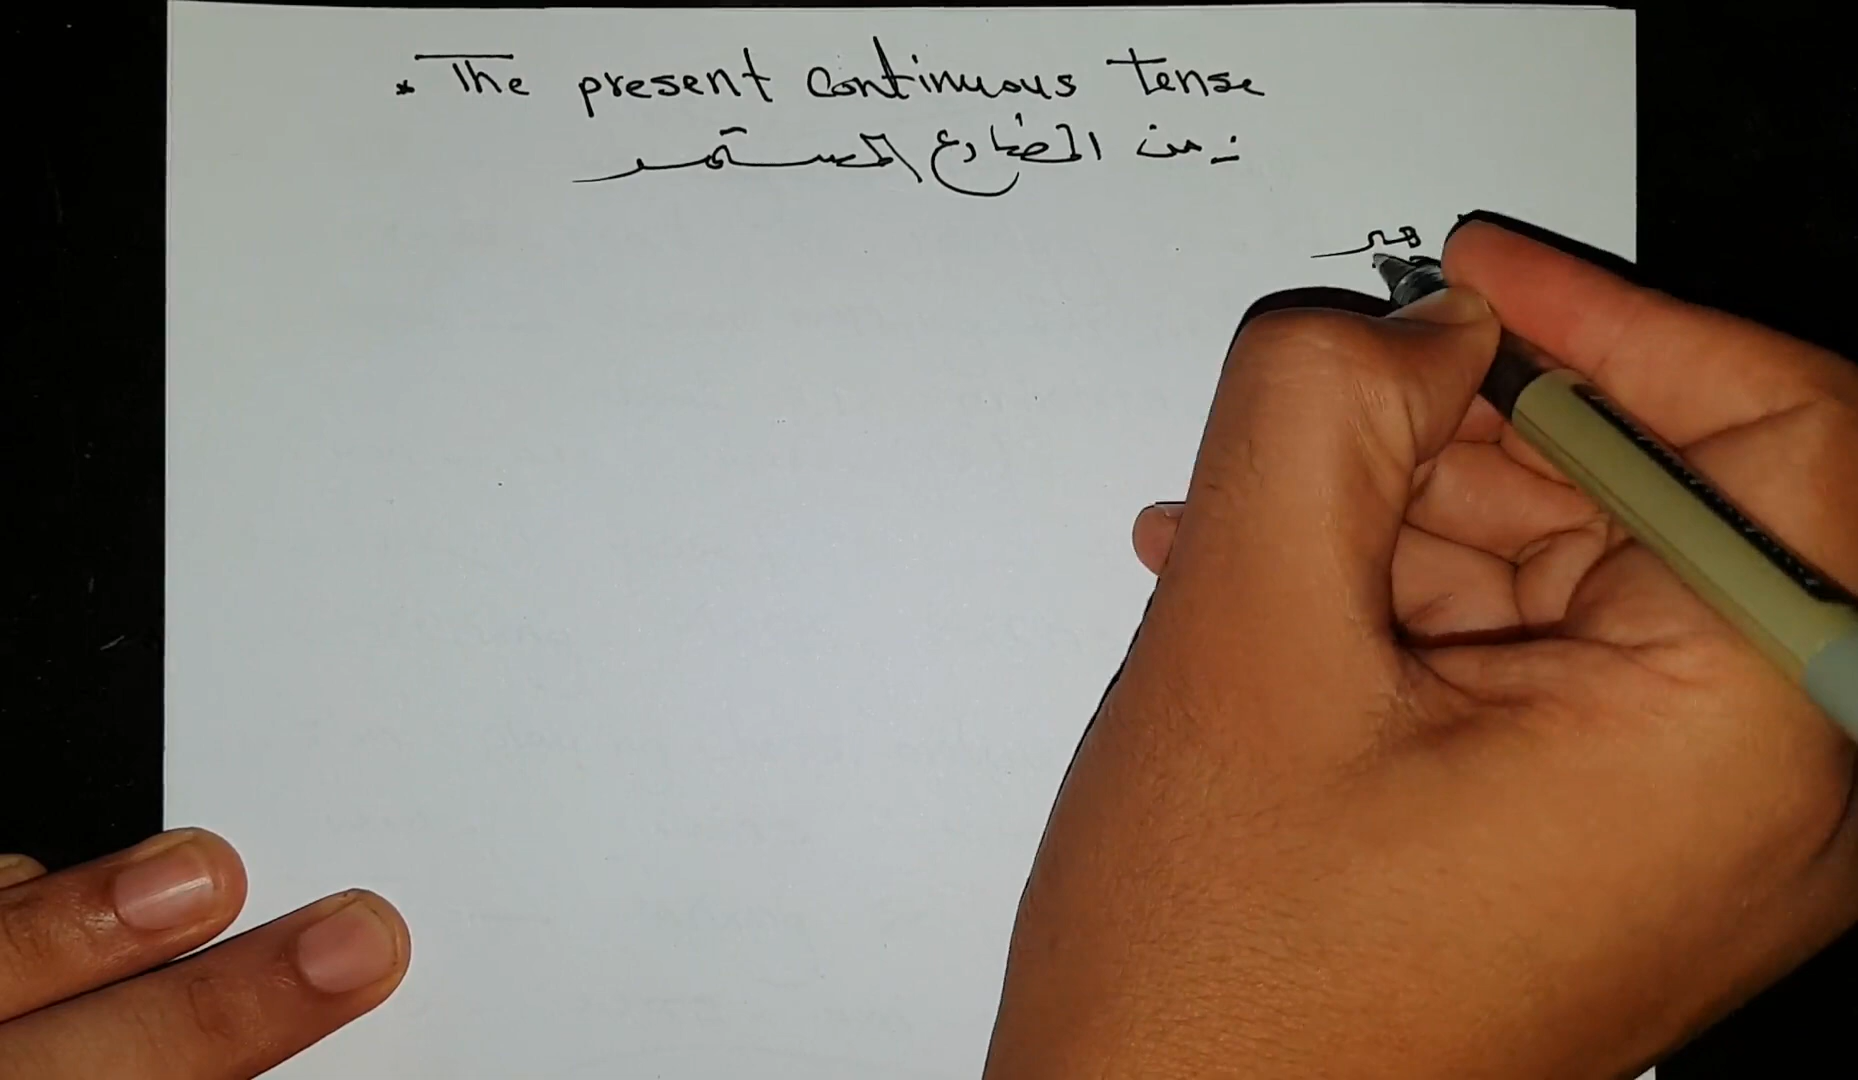 * The present continuous Tense
زمن المضارع المستمر